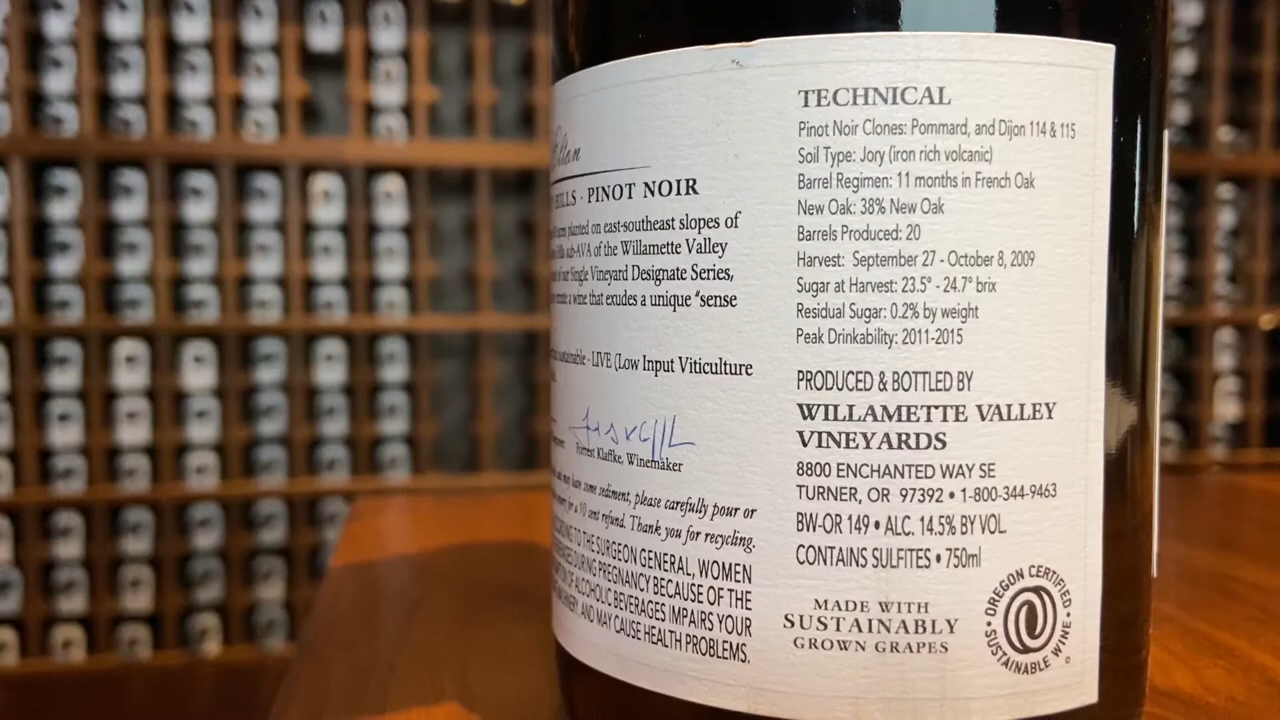 HILLS · PINOT NOIR
planted on east-southeast slopes of
sub-AVA of the Willamette Valley
of our Single Vineyard Designate Series,
create a wine that exudes a unique "sense
sustainable - LIVE (Low Input Viticulture
Forrest Klaffke, Winemaker
and may have some sediment, please carefully pour or
for a 10 cent refund. Thank you for recycling.
TO THE SURGEON GENERAL, WOMEN
DURING PREGNANCY BECAUSE OF THE
OF ALCOHOLIC BEVERAGES IMPAIRS YOUR
AND MAY CAUSE HEALTH PROBLEMS.
TECHNICAL
Pinot Noir Clones: Pommard, and Dijon 114 & 115
Soil Type: Jory (iron rich volcanic)
Barrel Regimen: 11 months in French Oak
New Oak: 38% New Oak
Barrels Produced: 20
Harvest: September 27 - October 8, 2009
Sugar at Harvest: 23.5° - 24.7° brix
Residual Sugar: 0.2% by weight
Peak Drinkability: 2011-2015
PRODUCED & BOTTLED BY
WILLAMETTE VALLEY
VINEYARDS
8800 ENCHANTED WAY SE
TURNER, OR 97392 • 1-800-344-9463
BW-OR 149 • ALC. 14.5% BY VOL.
CONTAINS SULFITES • 750ml
MADE WITH
SUSTAINABLY
GROWN GRAPES
• OREGON CERTIFIED •
SUSTAINABLE WINE